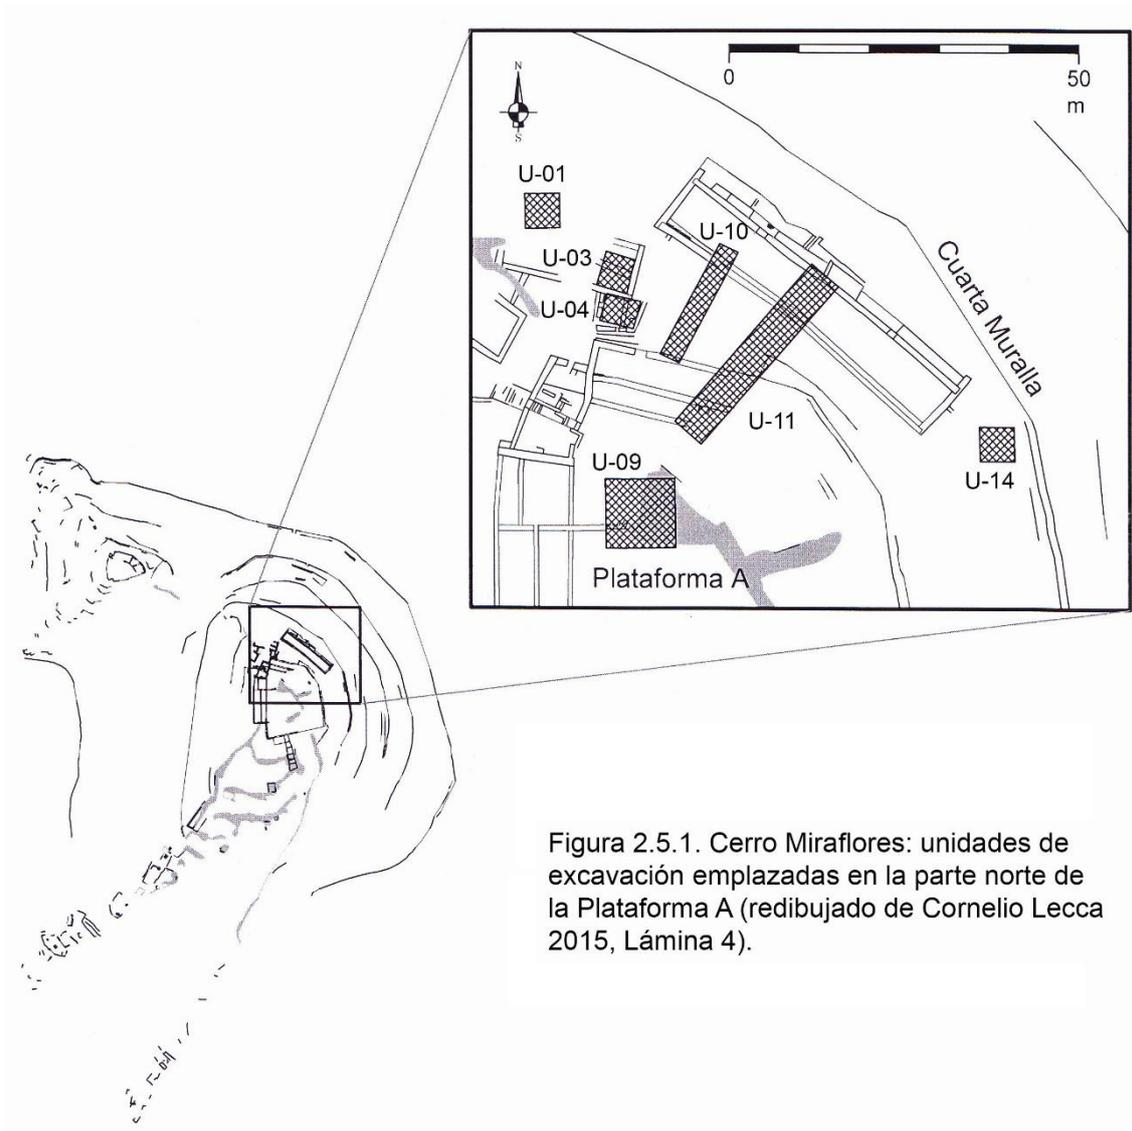 0
50
m
N
S
U-01
U-10
U-03
U-04
Cuarta Muralla
U-11
U-09
U-14
Plataforma A
Figura 2.5.1. Cerro Miraflores: unidades de
excavación emplazadas en la parte norte de
la Plataforma A (redibujado de Cornelio Lecca
2015, Lámina 4).